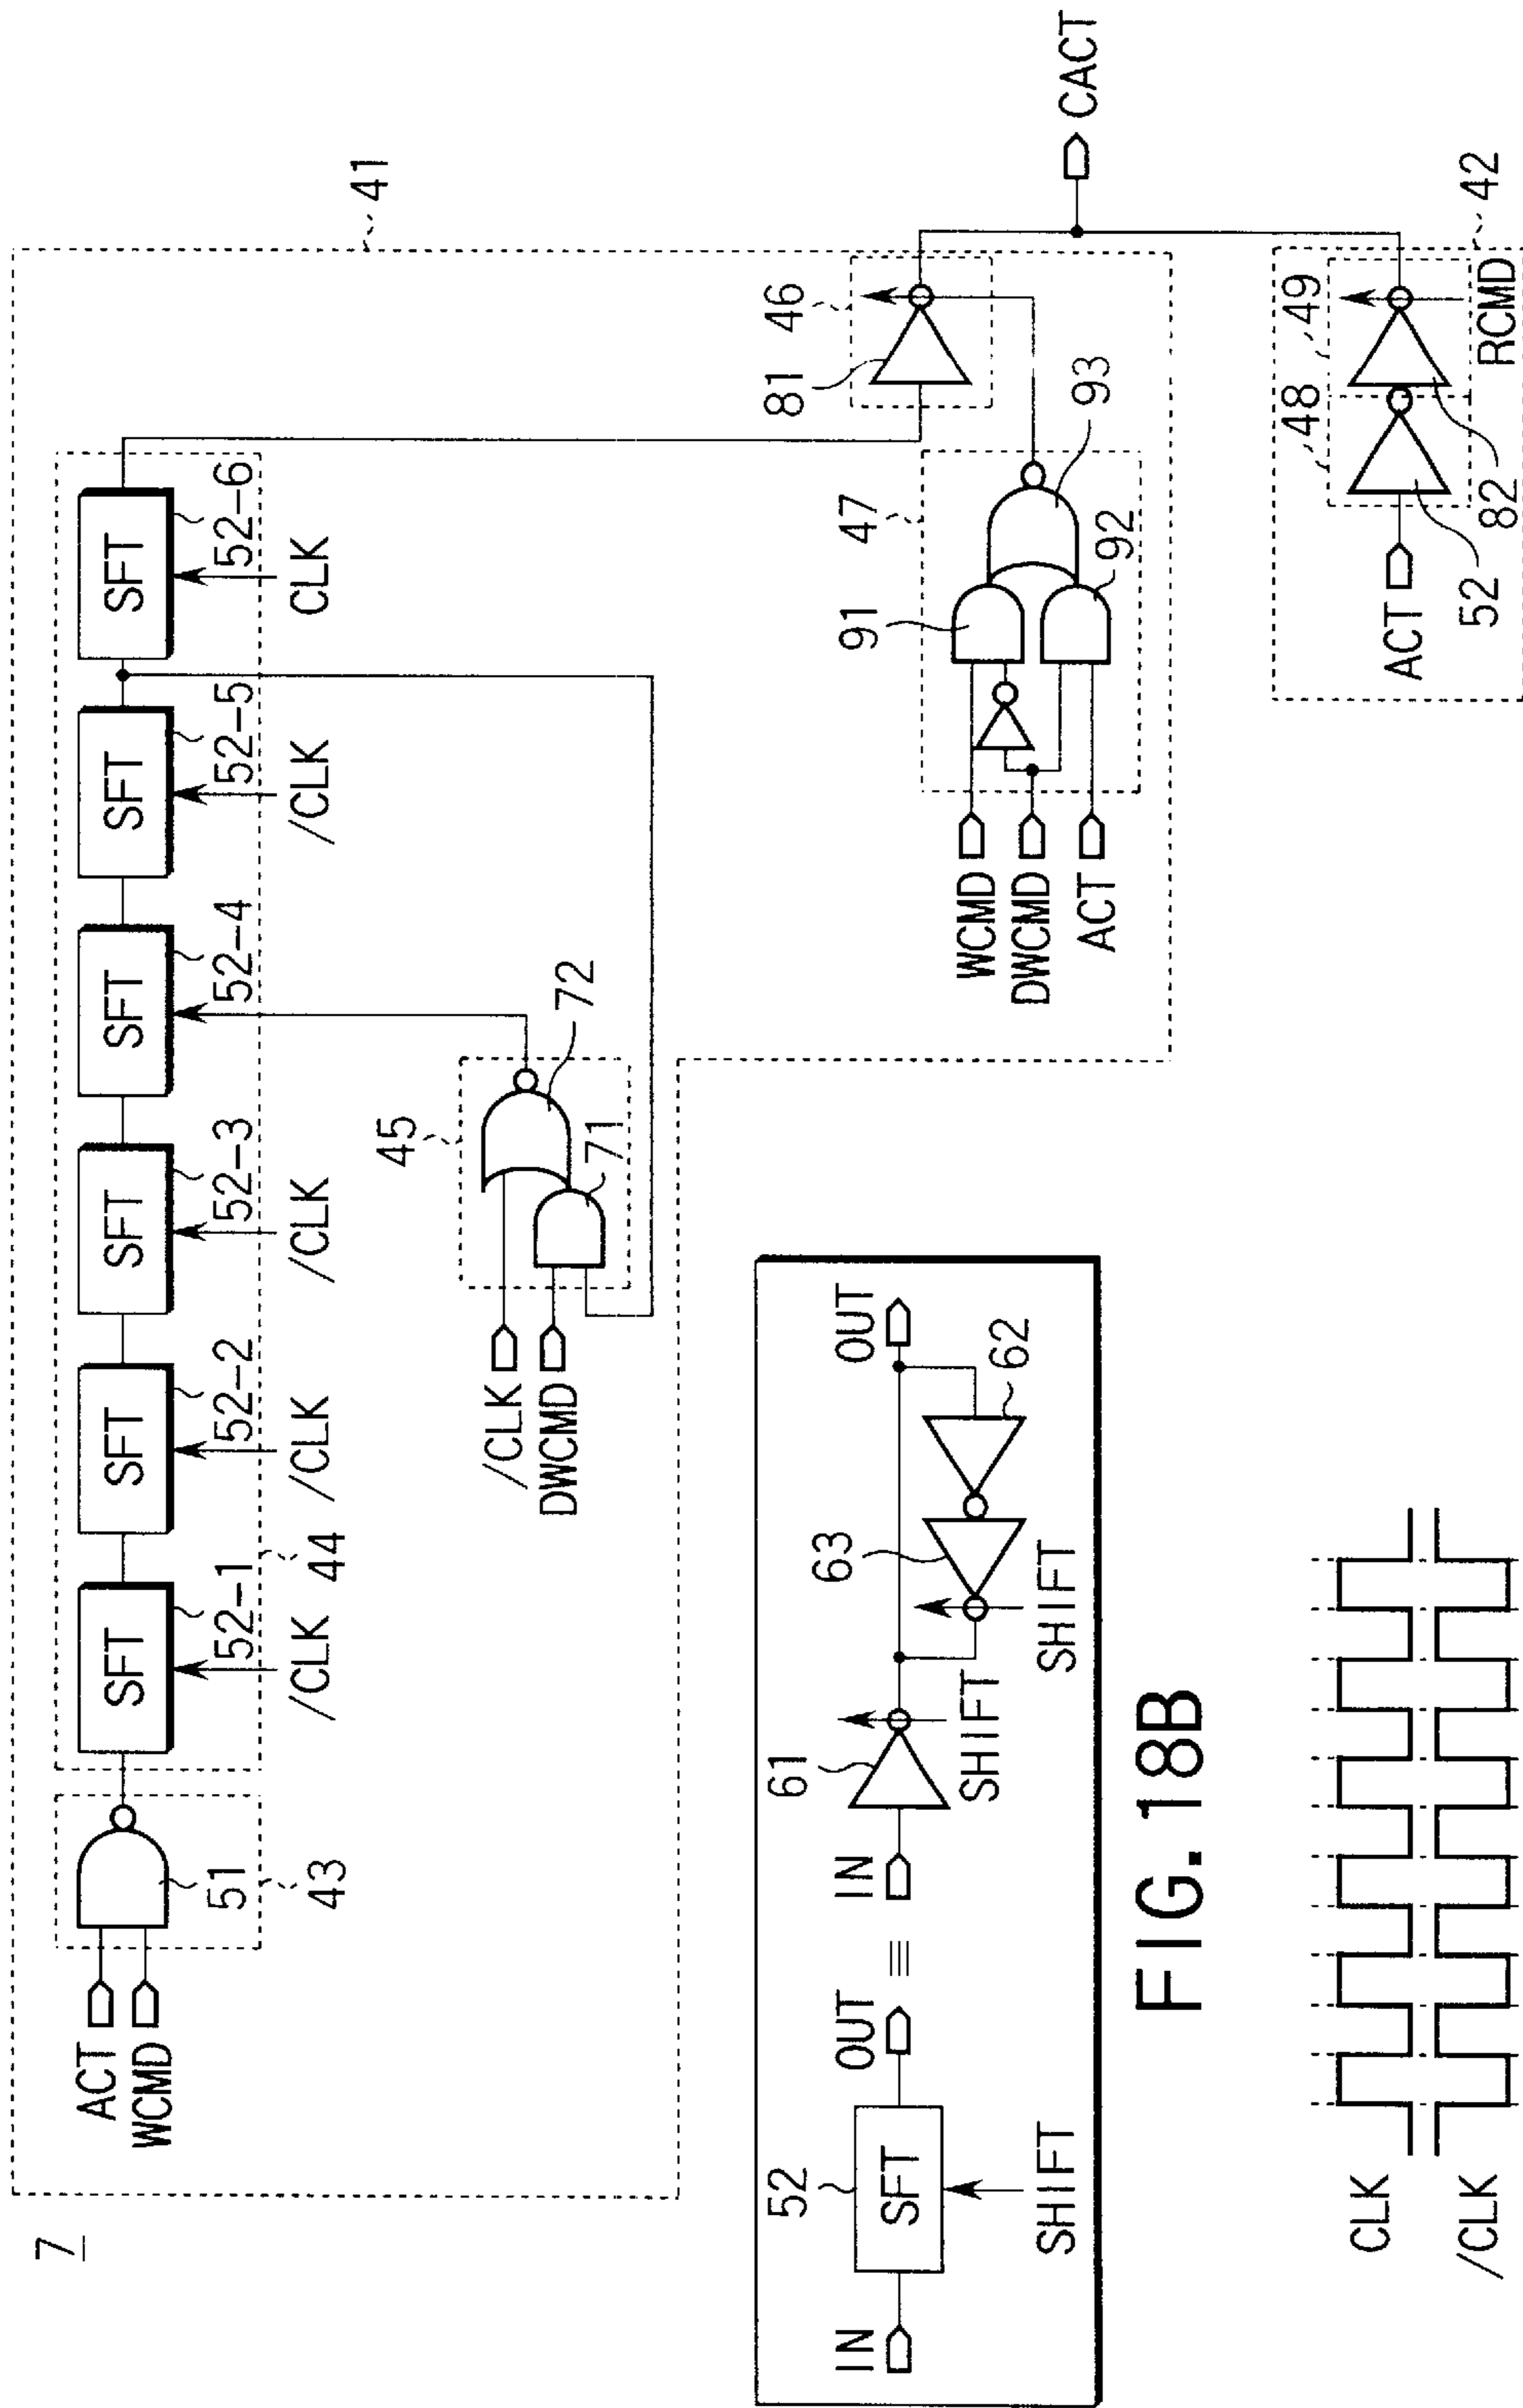 7
41
ACT
WCMD
51
43
SFT
52-1
/CLK
44
SFT
52-2
/CLK
SFT
52-3
/CLK
SFT
52-4
SFT
52-5
/CLK
SFT
52-6
CLK
/CLK
DWCMD
45
71
72
WCMD
DWCMD
ACT
47
91
92
93
81
46
CACT
ACT
48
49
42
52
82
RCMD
IN
52
SFT
SHIFT
OUT
≡
IN
61
SHIFT
63
SHIFT
62
OUT
FIG. 18B
CLK
/CLK